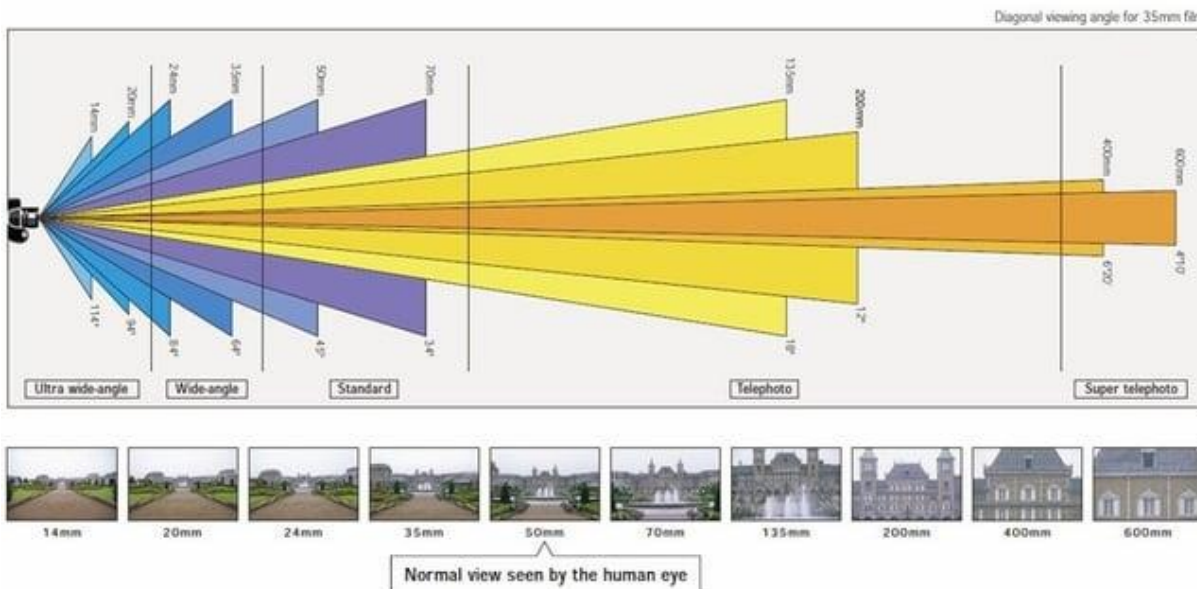 Diagonal viewing angle for 35mm fil
14mm
20mm
24mm
35mm
50mm
70mm
135mm
200mm
400mm
600mm
114°
94°
84°
64°
45°
34°
18°
12°
6°20'
4°10'
Ultra wide-angle
Wide-angle
Standard
Telephoto
Super telephoto
14mm
20mm
24mm
35mm
50mm
70mm
135mm
200mm
400mm
600mm
Normal view seen by the human eye